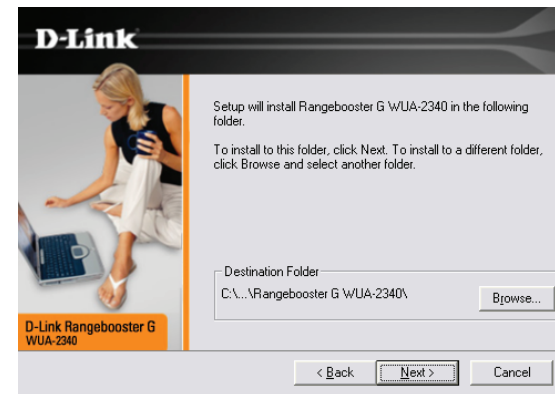 D-Link
Setup will install Rangebooster G WUA-2340 in the following
folder.
To install to this folder, click Next. To install to a different folder,
click Browse and select another folder.
Destination Folder
C:\...\Rangebooster G WUA-2340\
Browse...
D-Link Rangebooster G
WUA-2340
< Back
Next >
Cancel